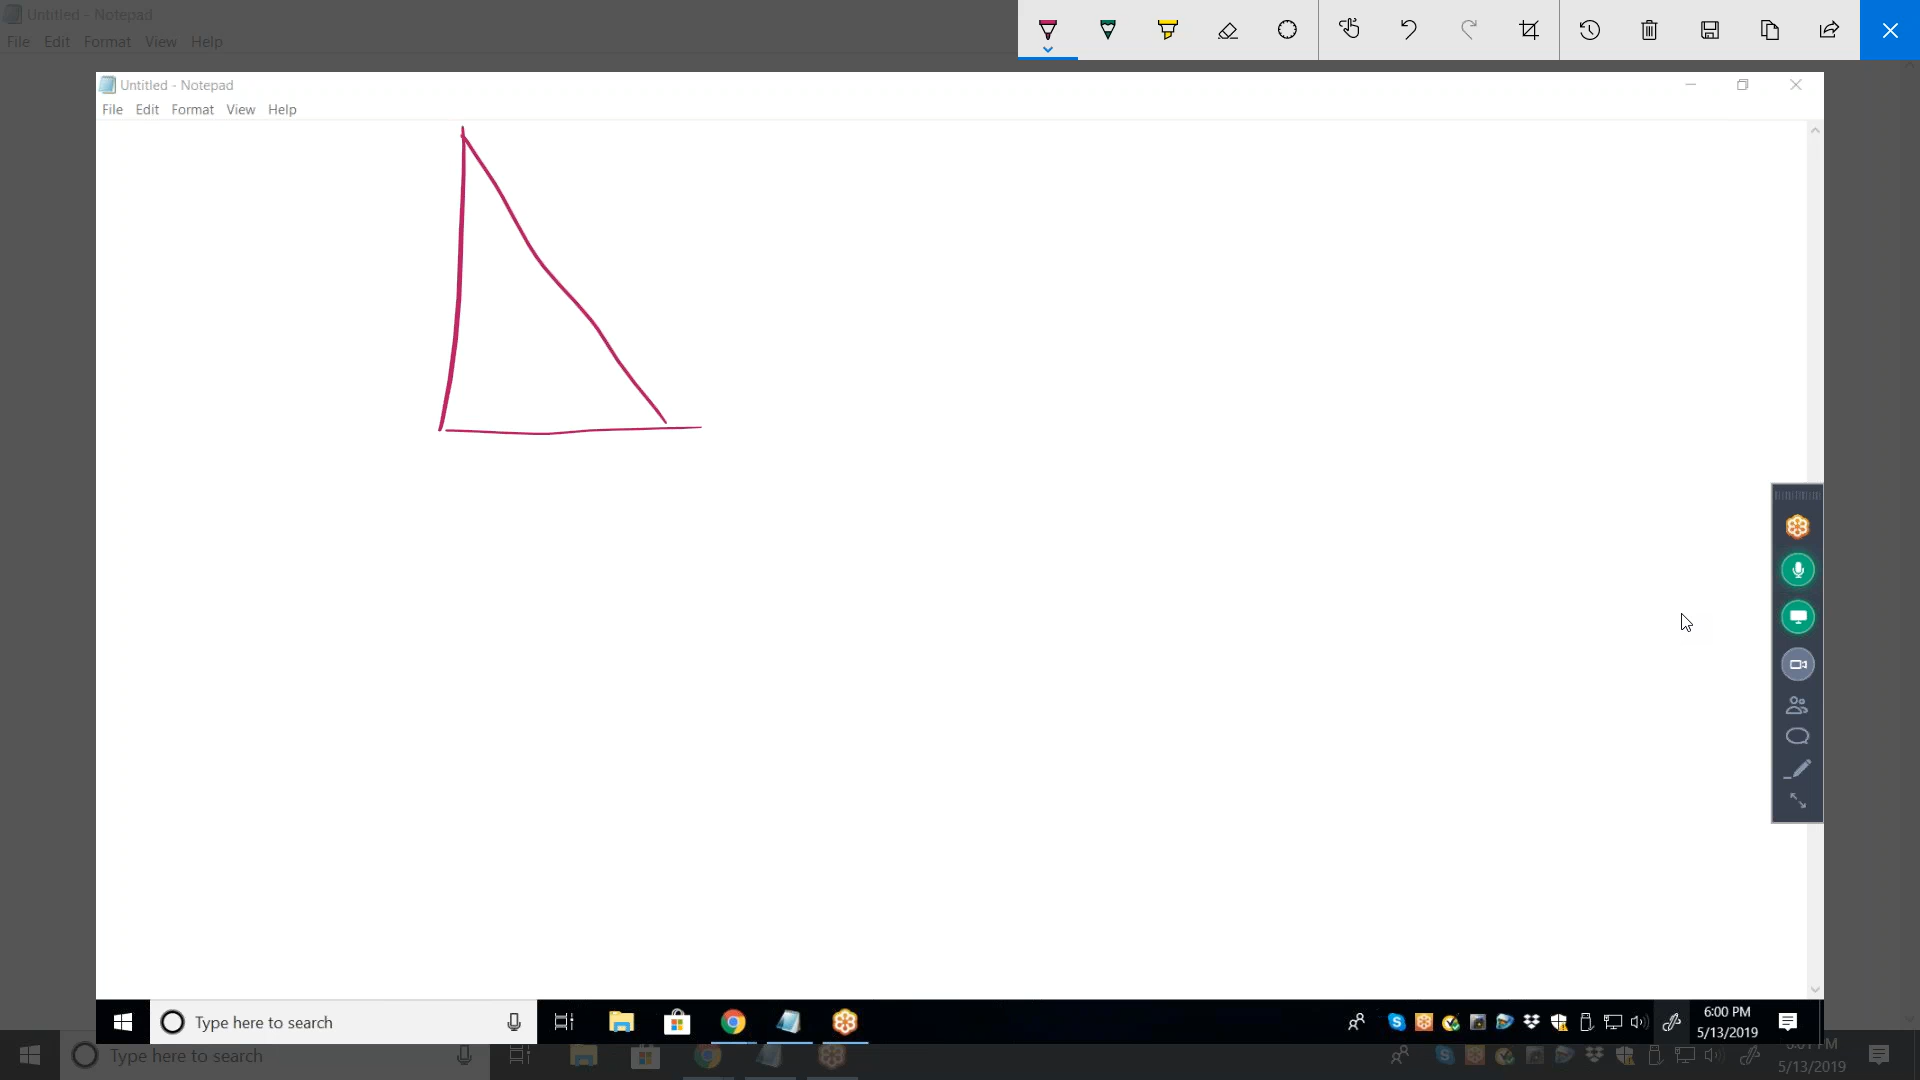 Untitled - Notepad
File Edit Format View Help
Untitled - Notepad
File Edit Format View Help
Type here to search
6:00 PM
5/13/2019
Type here to search
5/13/2019